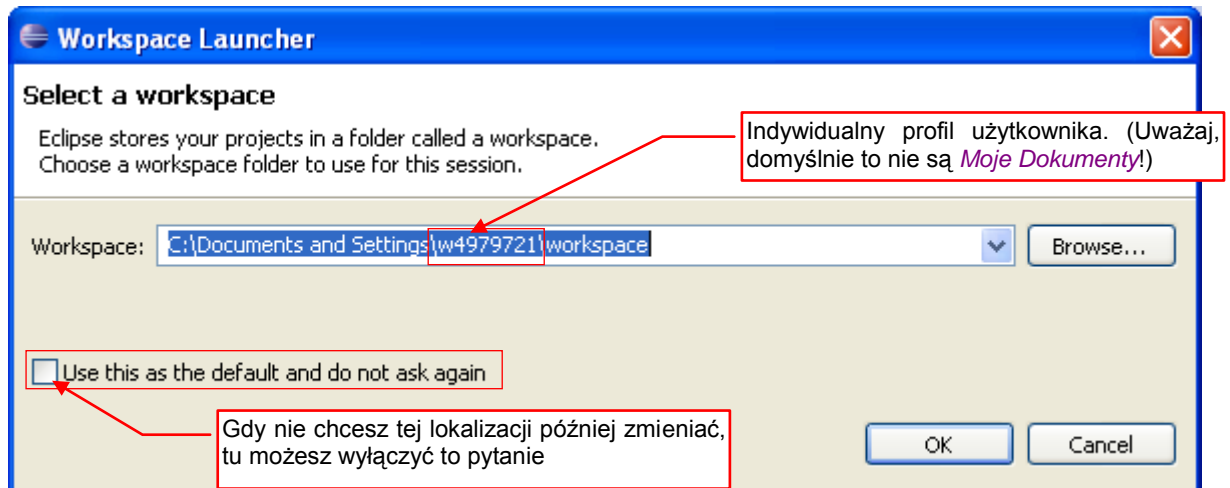 Workspace Launcher
Select a workspace
Eclipse stores your projects in a folder called a workspace.
Choose a workspace folder to use for this session.
Indywidualny profil użytkownika. (Uważaj,
domyślnie to nie są Moje Dokumenty!)
Workspace: C:\Documents and Settings\w4979721\workspace Browse...
Use this as the default and do not ask again
Gdy nie chcesz tej lokalizacji później zmieniać,
tu możesz wyłączyć to pytanie
OK Cancel